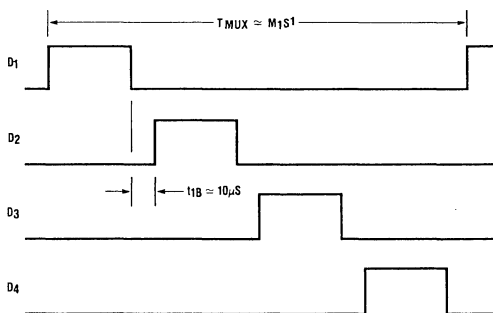 TMUX ≃ M1S1
D1
D2
t1B ≃ 10μS
D3
D4